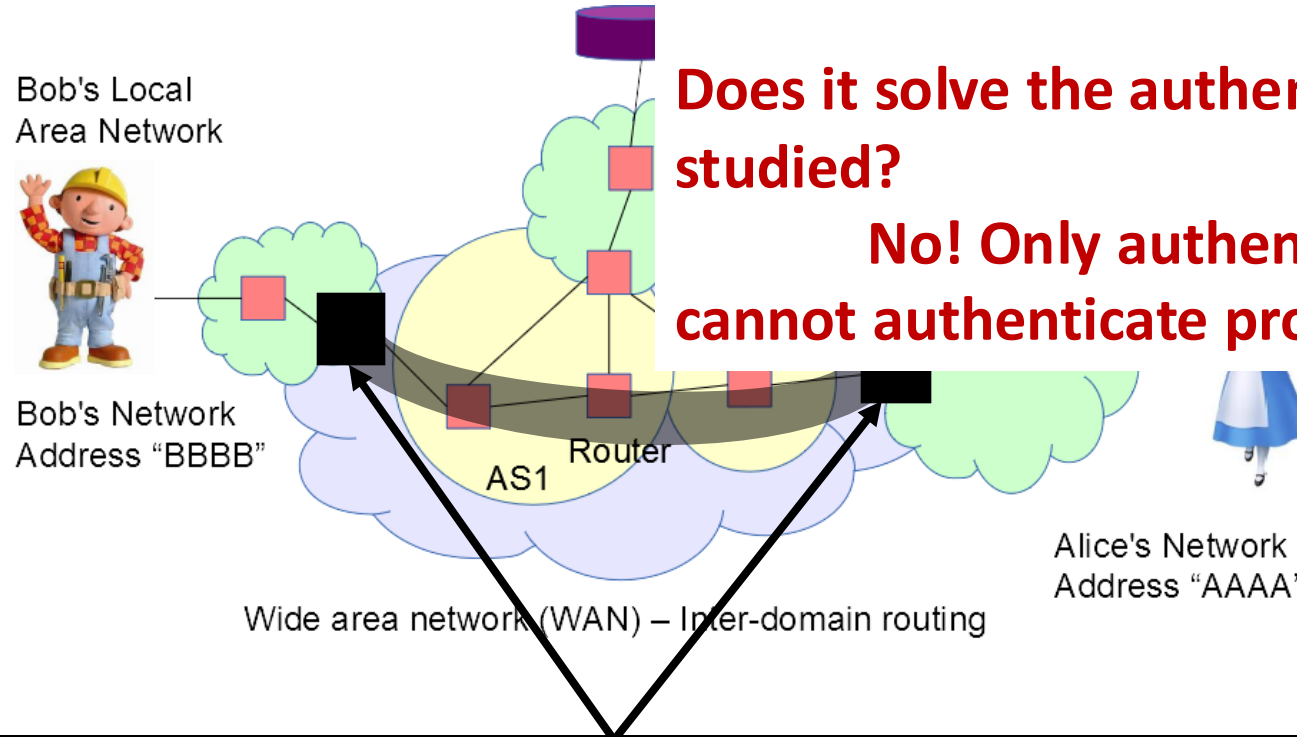 Bob's Local
Area Network
Does it solve the authen
studied?
No! Only authen
cannot authenticate pro
Bob's Network
Address “BBBB”
Router
AS1
Alice's Network
Address “AAAA”
Wide area network (WAN) – Inter-domain routing